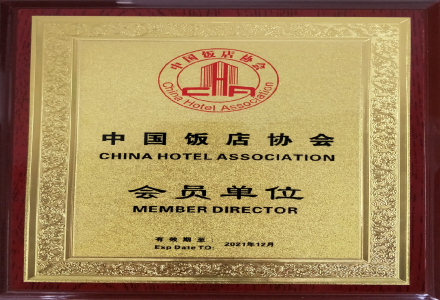 中国饭店协会
CHA
China Hotel Association
中国饭店协会
CHINA HOTEL ASSOCIATION
会员单位
MEMBER DIRECTOR
有效期至
Exp Date TO: 2021年12月